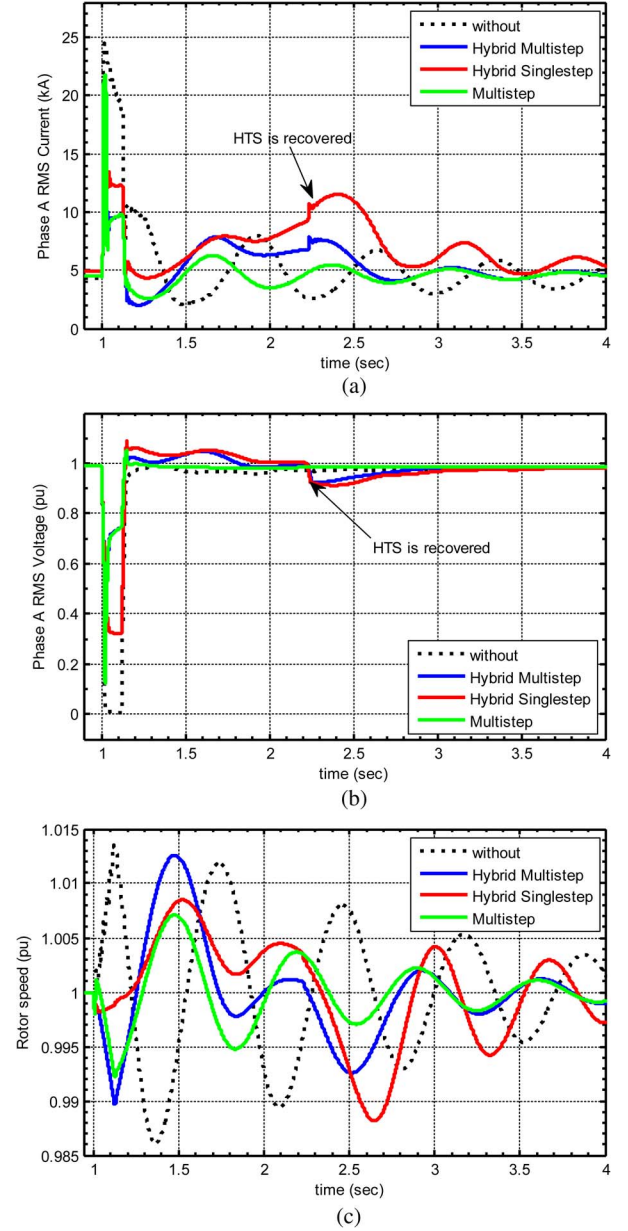 without
Hybrid Multistep
Hybrid Singlestep
Multistep
HTS is recovered
Phase A RMS Current (kA)
25
20
15
10
5
0
1 1.5 2 2.5 3 3.5 4
time (sec)
(a)
Phase A RMS Voltage (pu)
1
0.8
0.6
0.4
0.2
0
HTS is recovered
without
Hybrid Multistep
Hybrid Singlestep
Multistep
1 1.5 2 2.5 3 3.5 4
time (sec)
(b)
Rotor speed (pu)
1.015
1.01
1.005
1
0.995
0.99
0.985
without
Hybrid Multistep
Hybrid Singlestep
Multistep
1 1.5 2 2.5 3 3.5 4
time (sec)
(c)